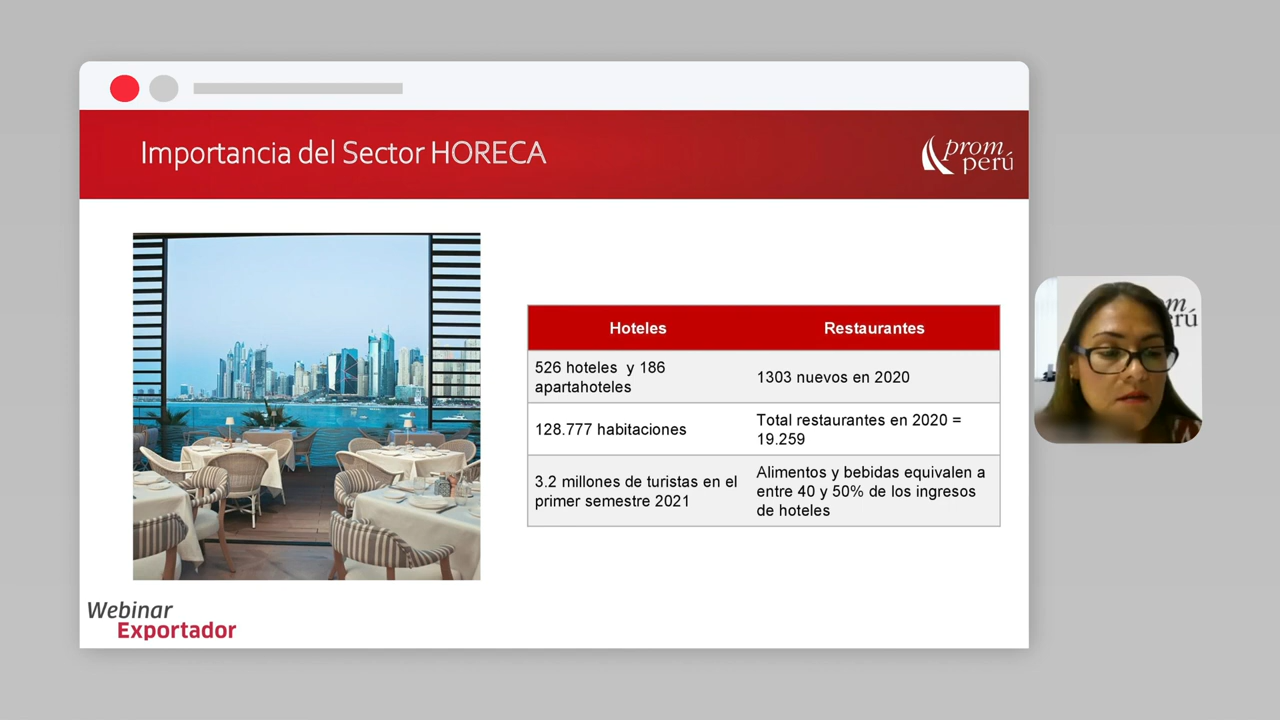 Importancia del Sector HORECA
prom
perú
Hoteles
Restaurantes
526 hoteles y 186
apartahoteles
1303 nuevos en 2020
128.777 habitaciones
Total restaurantes en 2020 =
19.259
3.2 millones de turistas en el
primer semestre 2021
Alimentos y bebidas equivalen a
entre 40 y 50% de los ingresos
de hoteles
Webinar
Exportador